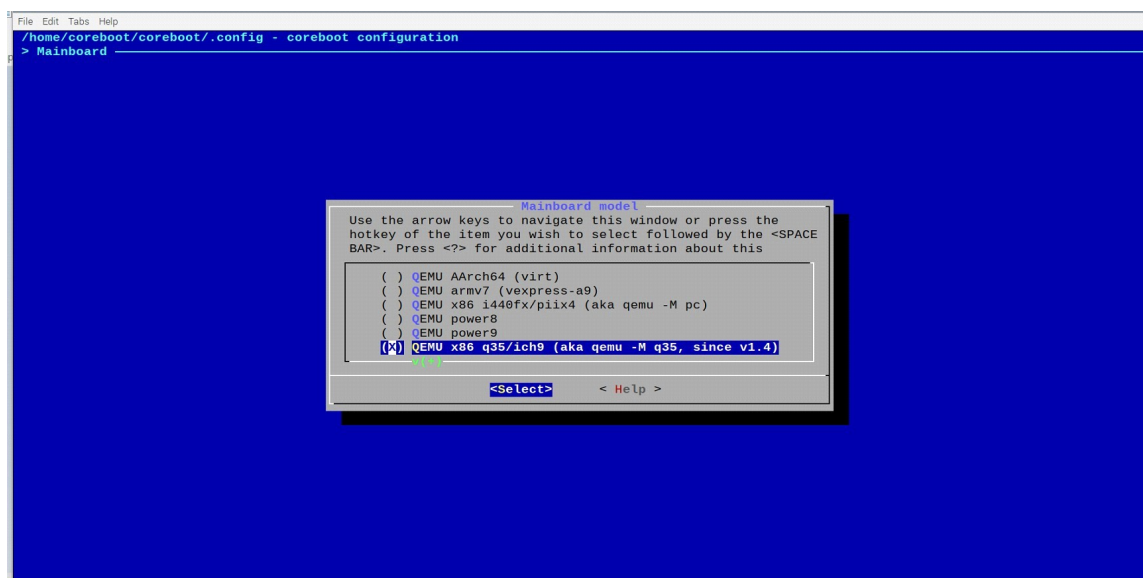 File Edit Tabs Help
/home/coreboot/coreboot/.config - coreboot configuration
> Mainboard
Mainboard model
Use the arrow keys to navigate this window or press the
hotkey of the item you wish to select followed by the <SPACE
BAR>. Press <?> for additional information about this
( ) QEMU AArch64 (virt)
( ) QEMU armv7 (vexpress-a9)
( ) QEMU x86 i440fx/piix4 (aka qemu -M pc)
( ) QEMU power8
( ) QEMU power9
(X) QEMU x86 q35/ich9 (aka qemu -M q35, since v1.4)
<Select> < Help >